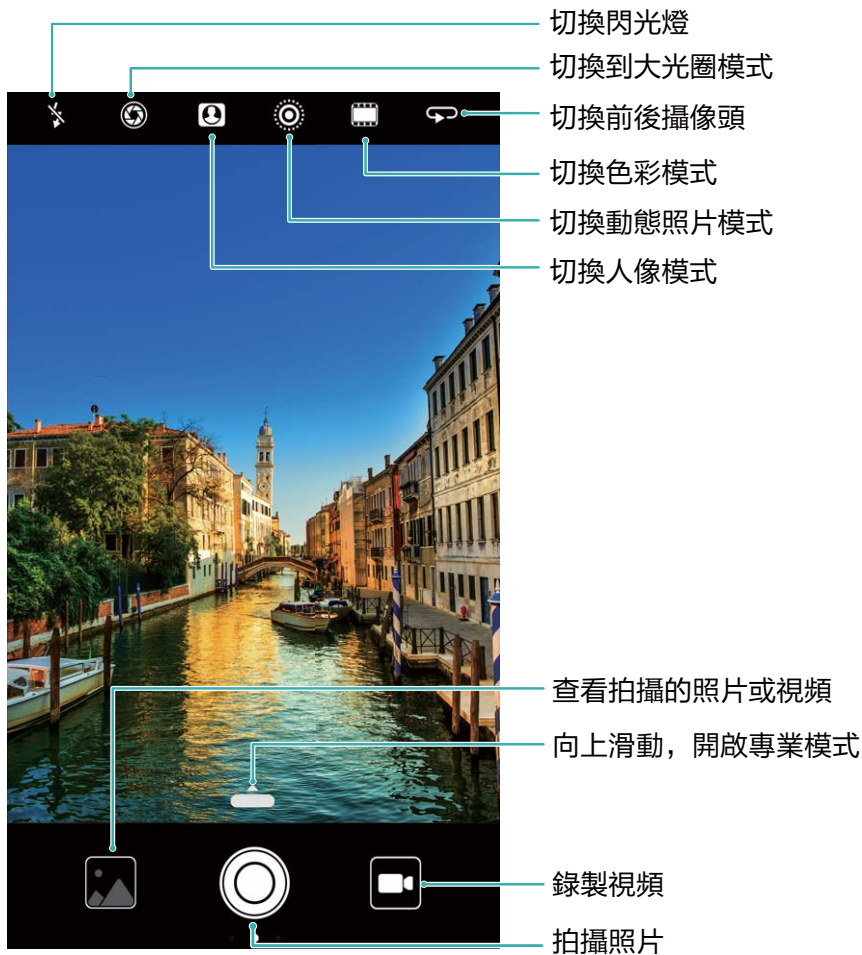 切換閃光燈
切換到大光圈模式
切換前後攝像頭
切換色彩模式
切換動態照片模式
切換人像模式
查看拍攝的照片或視頻
向上滑動，開啟專業模式
錄製視頻
拍攝照片